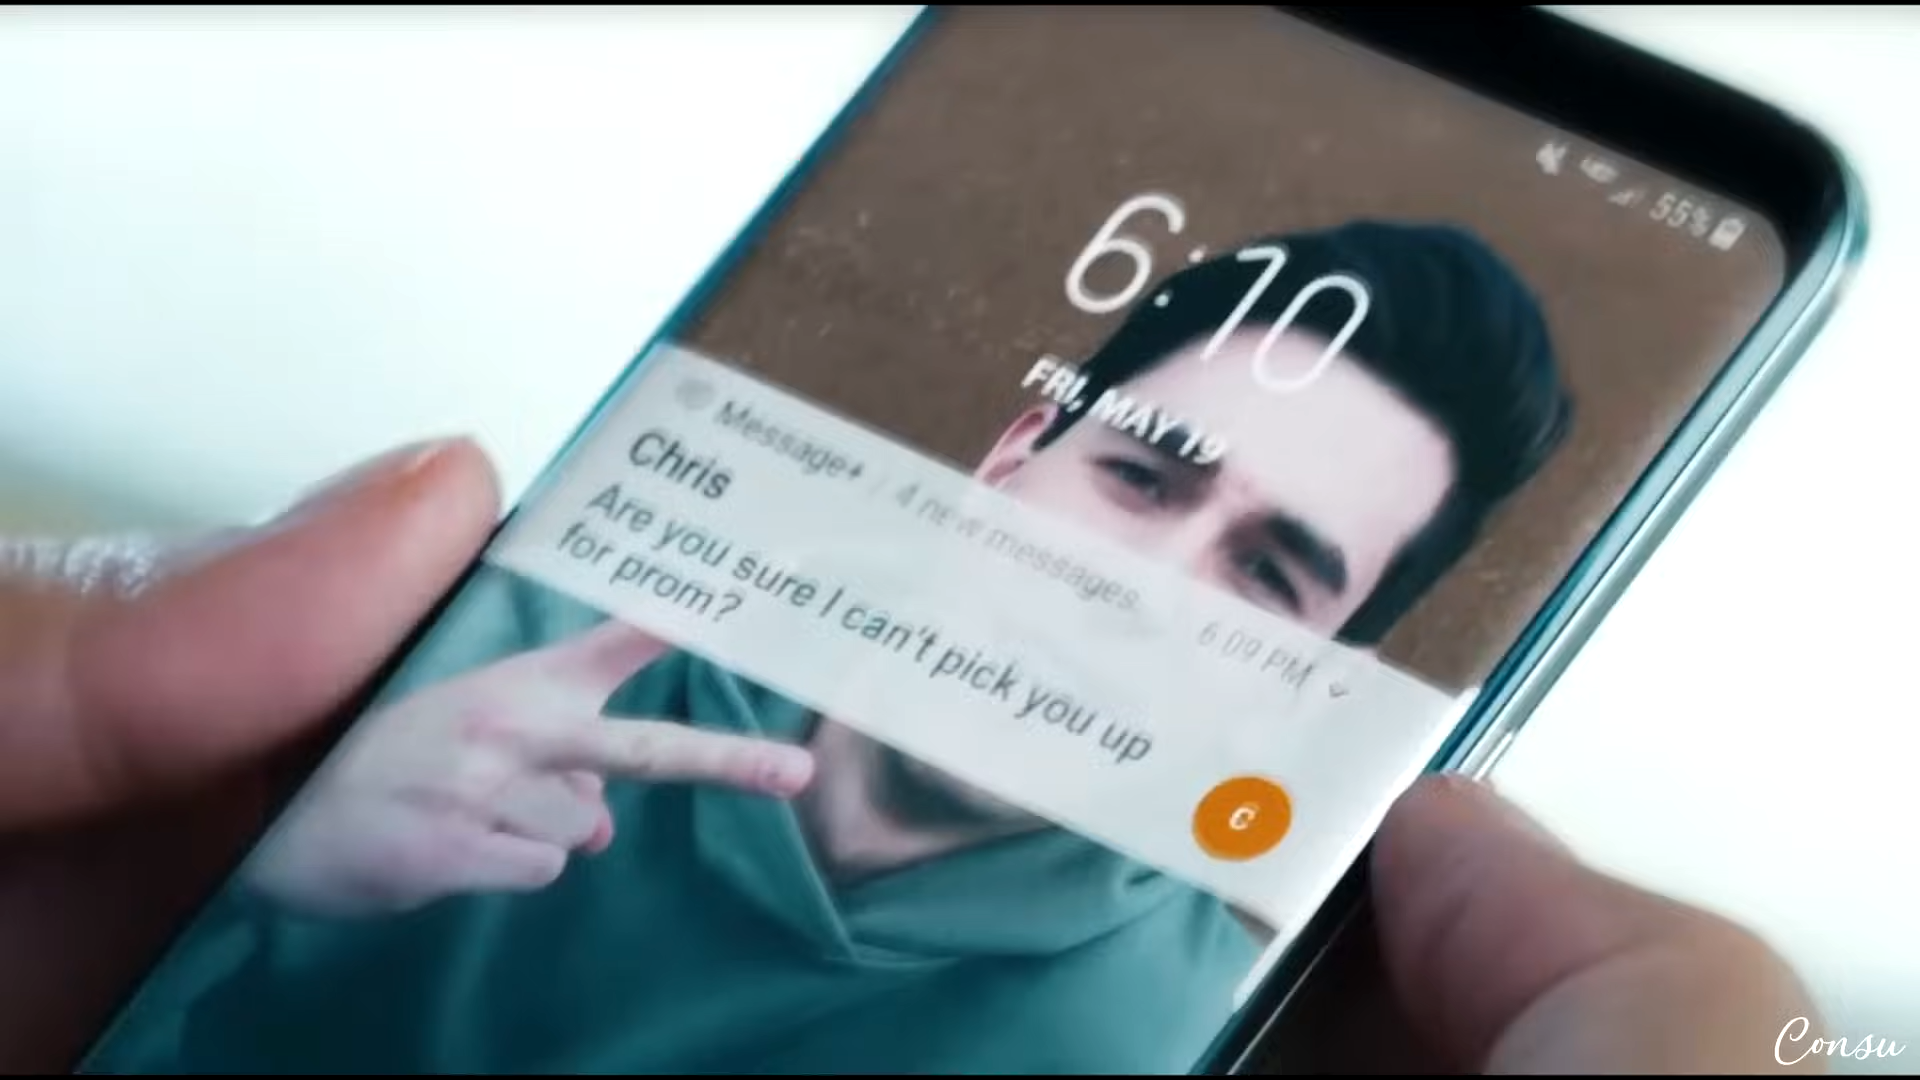 55%
6:10
FRI, MAY 19
Message+ 4 new messages 6:09 PM
Chris
Are you sure I can't pick you up
for prom?
C
Consu